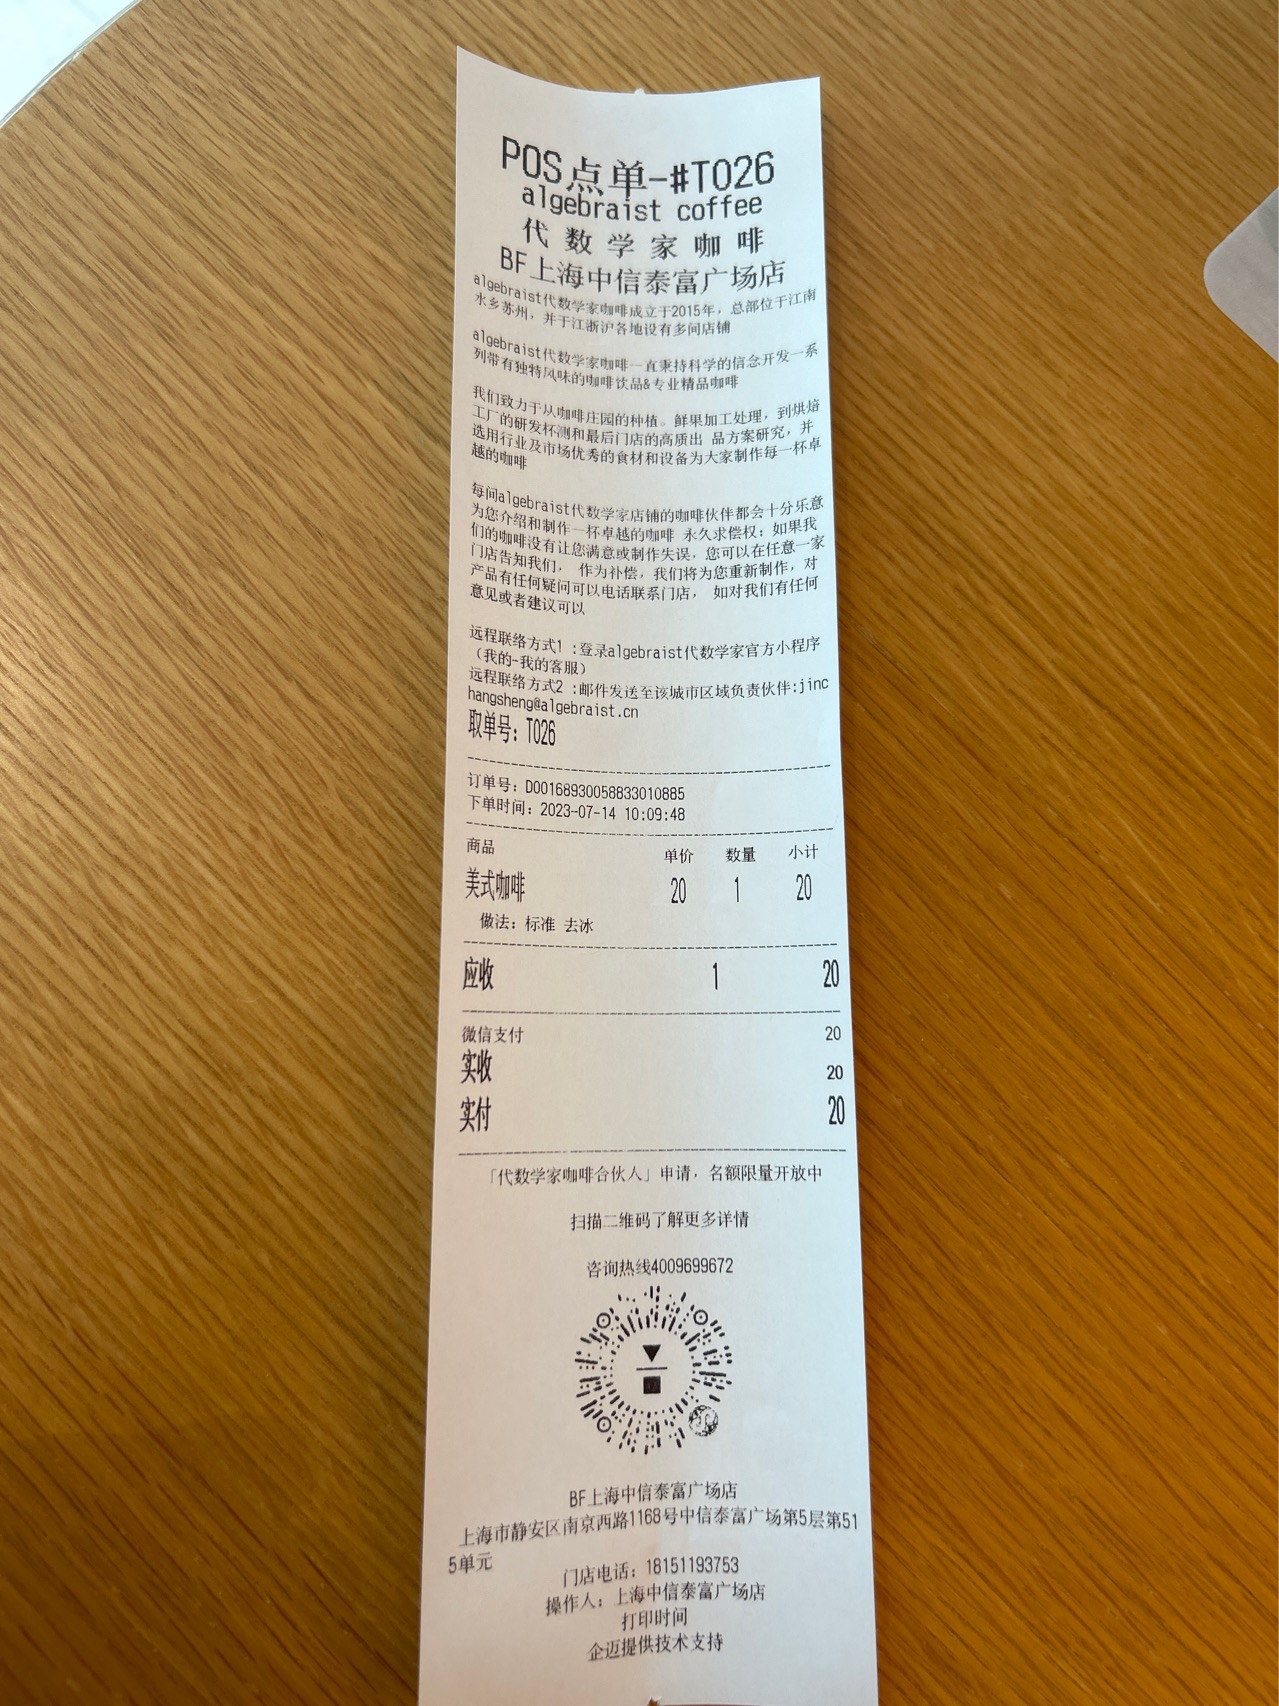 POS点单-#T026
algebraist coffee
代数学家咖啡
BF上海中信泰富广场店
algebraist代数学家咖啡成立于2015年，总部位于江南
水乡苏州，并于江浙沪各地设有多间店铺
algebraist代数学家咖啡一直秉持科学的信念开发一系
列带有独特风味的咖啡饮品&专业精品咖啡
我们致力于从咖啡庄园的种植。鲜果加工处理，到烘焙
工厂的研发杯测和最后门店的高质出 品方案研究，并
选用行业及市场优秀的食材和设备为大家制作每一杯卓
越的咖啡
每间algebraist代数学家店铺的咖啡伙伴都会十分乐意
为您介绍和制作一杯卓越的咖啡 永久求偿权：如果我
们的咖啡没有让您满意或制作失误，您可以在任意一家
门店告知我们， 作为补偿，我们将为您重新制作，对
产品有任何疑问可以电话联系门店， 如对我们有任何
意见或者建议可以
远程联络方式1 :登录algebraist代数学家官方小程序
（我的-我的客服）
远程联络方式2 :邮件发送至该城市区域负责伙伴:jinc
hangsheng@algebraist.cn
取单号：T026
订单号：D00168930058833010885
下单时间：2023-07-14 10:09:48
商品 单价 数量 小计
美式咖啡 20 1 20
做法：标准 去冰
应收 1 20
微信支付 20
实收 20
实付 20
「代数学家咖啡合伙人」申请，名额限量开放中
扫描二维码了解更多详情
咨询热线4009699672
BF上海中信泰富广场店
上海市静安区南京西路1168号中信泰富广场第5层第51
5单元
门店电话：18151193753
操作人：上海中信泰富广场店
打印时间
企迈提供技术支持